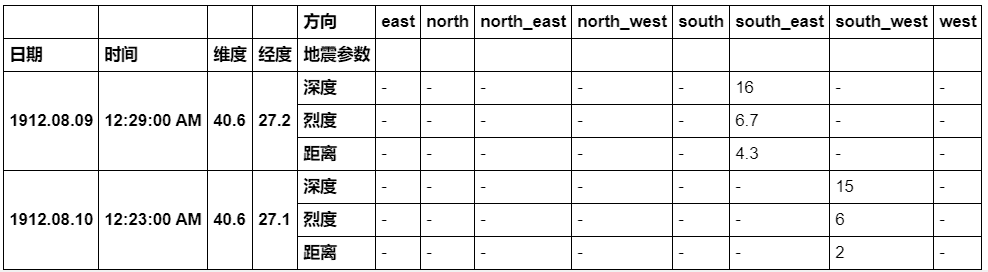 方向 east north north_east north_west south south_east south_west west
日期 时间 维度 经度 地震参数
1912.08.09 12:29:00 AM 40.6 27.2 深度 - - - - - 16 - -
烈度 - - - - - 6.7 - -
距离 - - - - - 4.3 - -
1912.08.10 12:23:00 AM 40.6 27.1 深度 - - - - - - 15 -
烈度 - - - - - - 6 -
距离 - - - - - - 2 -